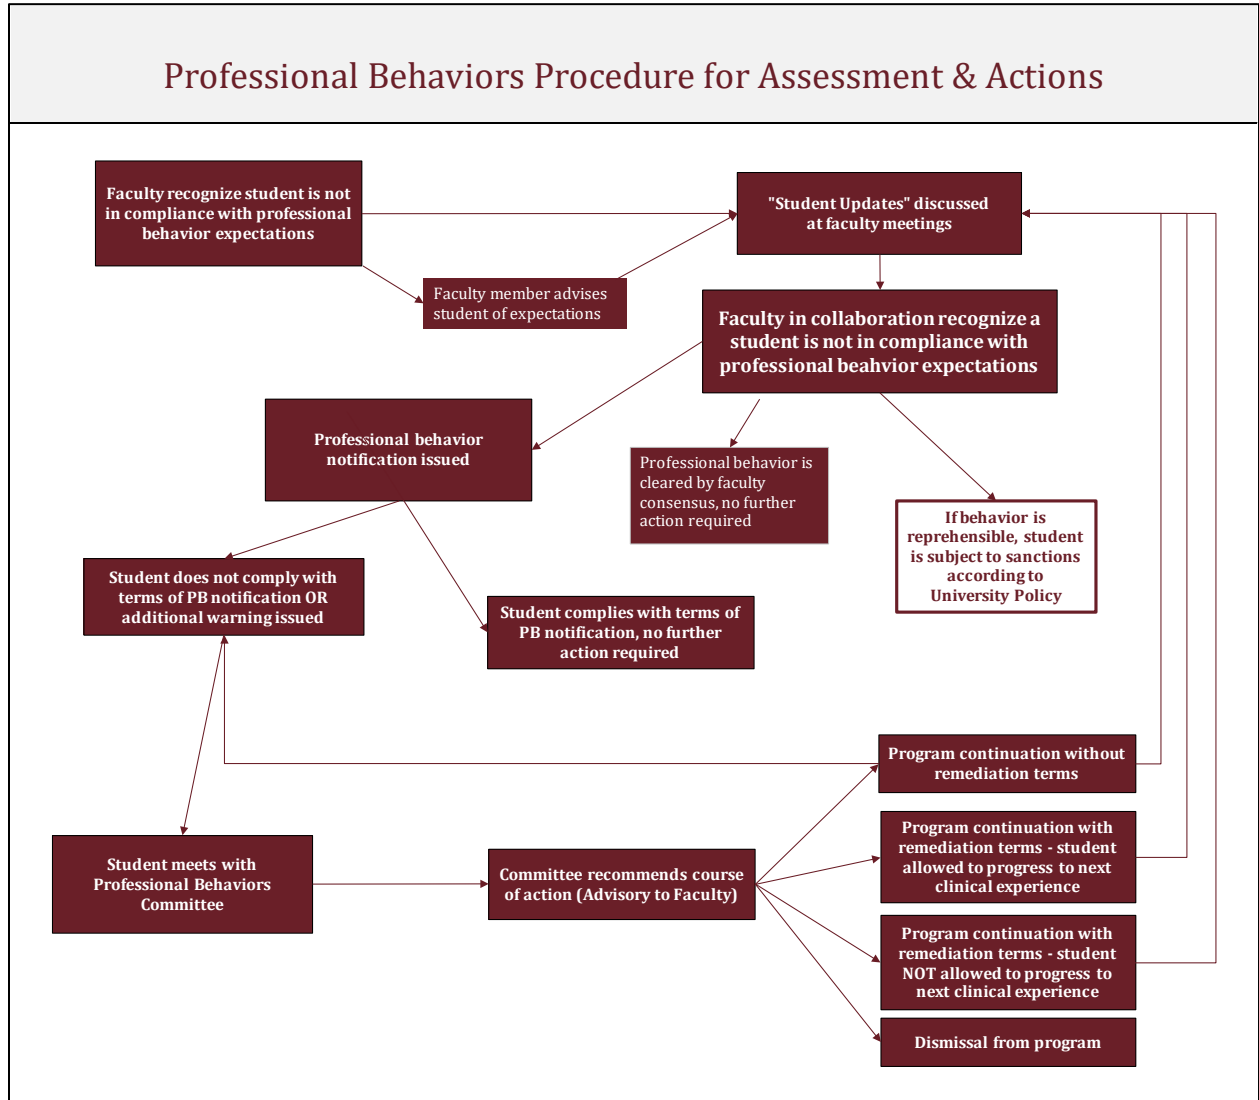 Professional Behaviors Procedure for Assessment & Actions
Faculty recognize student is not
in compliance with professional
behavior expectations
"Student Updates" discussed
at faculty meetings
Faculty member advises
student of expectations
Faculty in collaboration recognize a
student is not in compliance with
professional beahvior expectations
Professional behavior
notification issued
Professional behavior is
cleared by faculty
consensus, no further
action required
If behavior is
reprehensible, student
is subject to sanctions
according to
University Policy
Student does not comply with
terms of PB notification OR
additional warning issued
Student complies with terms of
PB notification, no further
action required
Program continuation without
remediation terms
Program continuation with
remediation terms - student
allowed to progress to next
clinical experience
Student meets with
Professional Behaviors
Committee
Committee recommends course
of action (Advisory to Faculty)
Program continuation with
remediation terms - student
NOT allowed to progress to
next clinical experience
Dismissal from program